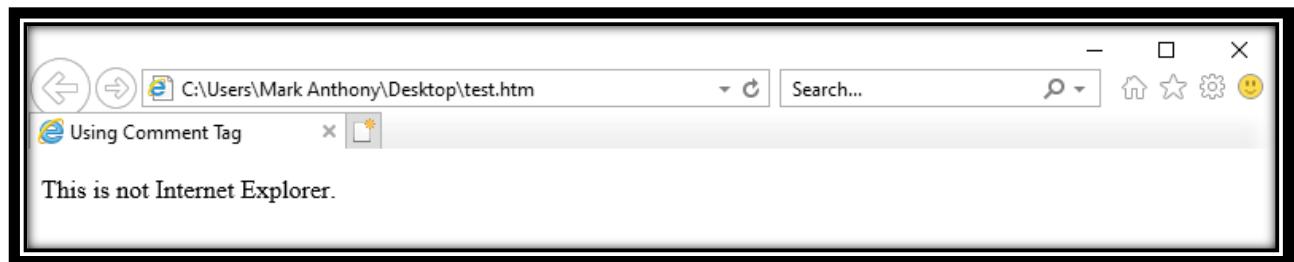 C:\Users\Mark Anthony\Desktop\test.htm Search...
Using Comment Tag
This is not Internet Explorer.